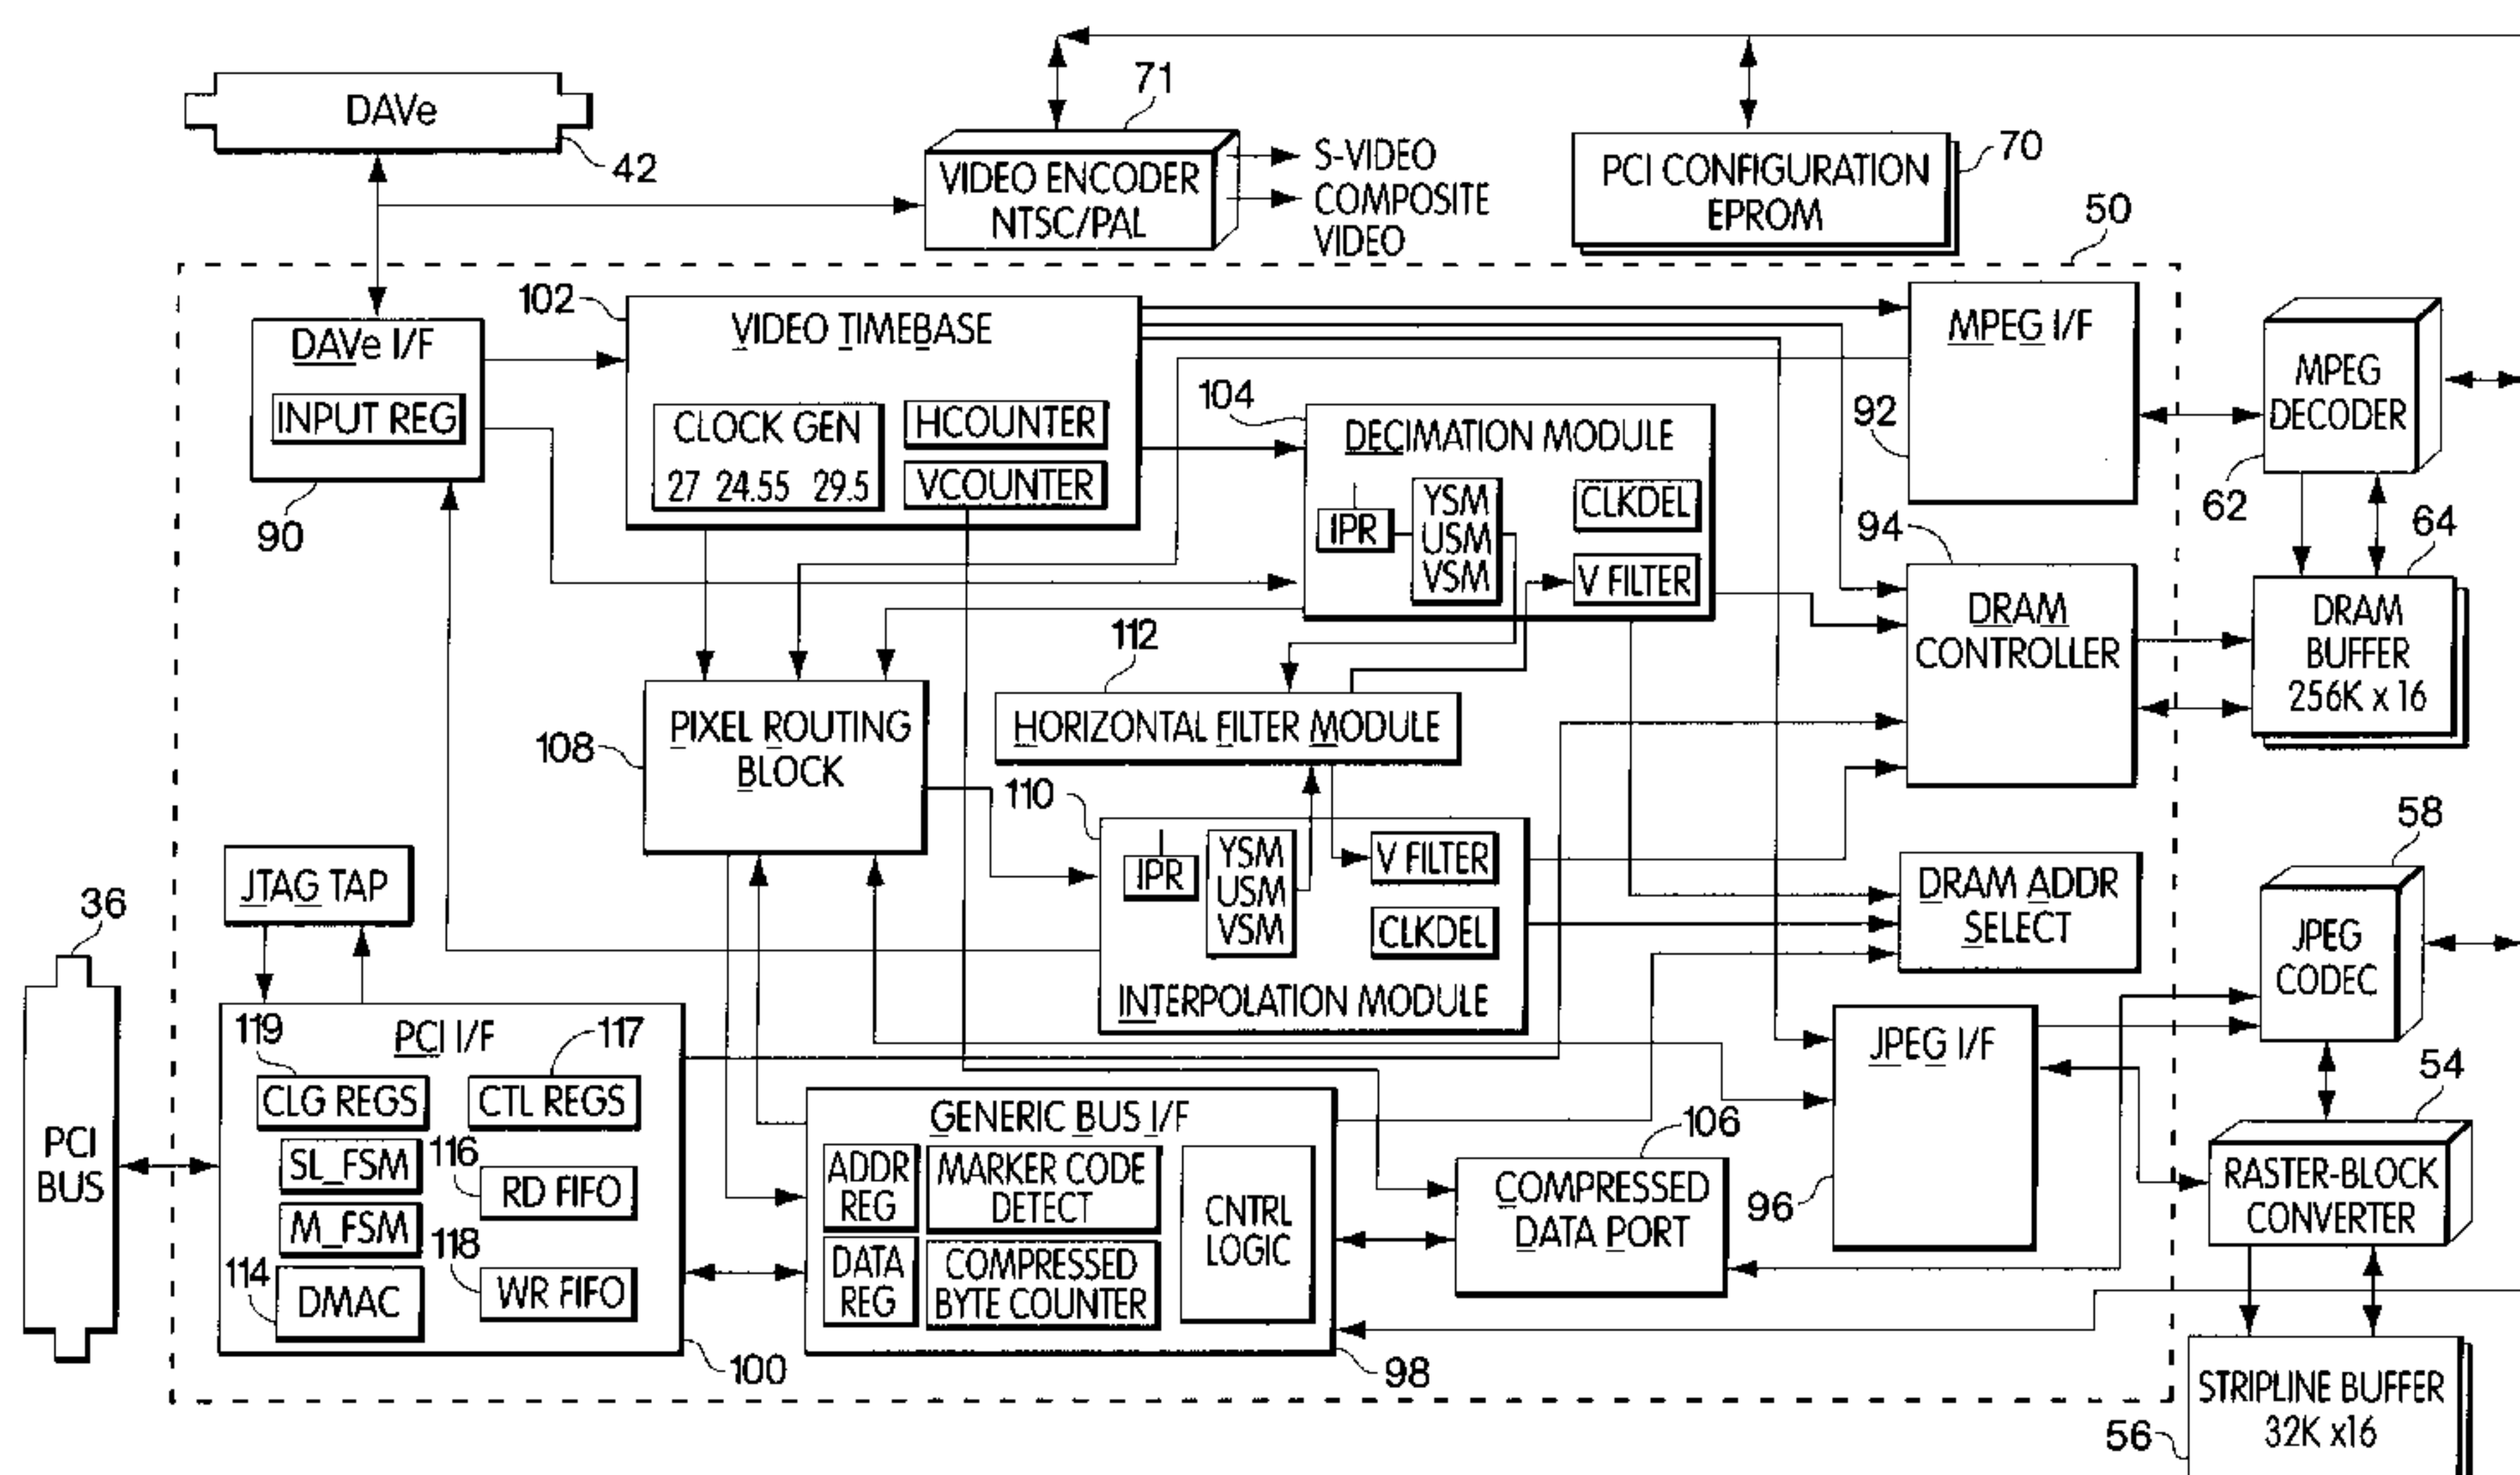 DAVe
42
71
VIDEO ENCODER
NTSC/PAL
S-VIDEO
COMPOSITE
VIDEO
PCI CONFIGURATION
EPROM
70
50
DAVe I/F
INPUT REG
90
102
VIDEO TIMEBASE
CLOCK GEN
27 24.55 29.5
HCOUNTER
VCOUNTER
104
DECIMATION MODULE
IPR
YSM
USM
VSM
CLKDEL
V FILTER
MPEG I/F
92
MPEG
DECODER
62
64
94
DRAM
CONTROLLER
DRAM
BUFFER
256K x 16
108
PIXEL ROUTING
BLOCK
112
HORIZONTAL FILTER MODULE
110
IPR
YSM
USM
VSM
V FILTER
CLKDEL
INTERPOLATION MODULE
DRAM ADDR
SELECT
58
JPEG
CODEC
JTAG TAP
36
PCI
BUS
119
PCI I/F
117
CLG REGS
CTL REGS
SL_FSM
116
RD FIFO
M_FSM
118
114
DMAC
WR FIFO
100
GENERIC BUS I/F
ADDR
REG
MARKER CODE
DETECT
DATA
REG
COMPRESSED
BYTE COUNTER
CNTRL
LOGIC
98
106
COMPRESSED
DATA PORT
JPEG I/F
96
54
RASTER-BLOCK
CONVERTER
STRIPLINE BUFFER
32K x16
56